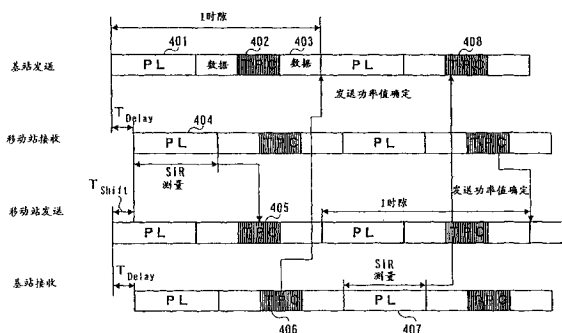 1时隙
401 402 403 408
基站发送 PL 数据 TPC 数据 PL TPC
发送功率值确定
TDelay
404
移动站接收 PL TPC PL TPC
SIR
测量
TShift
发送功率值确定
405 1时隙
移动站发送 PL TPC PL TPC
TDelay
SIR
测量
基站接收 PL TPC PL TPC
406 407